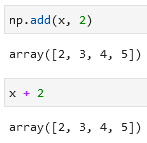 np.add(x, 2)
array([2, 3, 4, 5])
x + 2
array([2, 3, 4, 5])